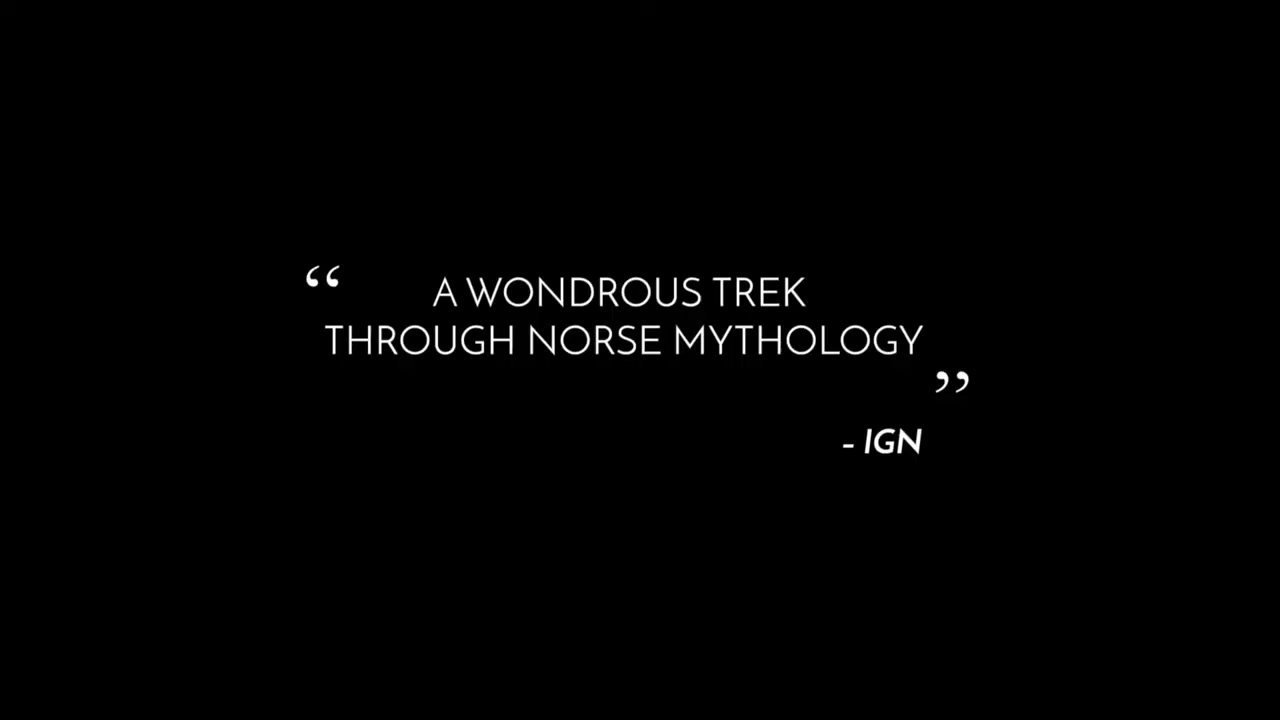 “ A WONDROUS TREK
THROUGH NORSE MYTHOLOGY ”
– IGN